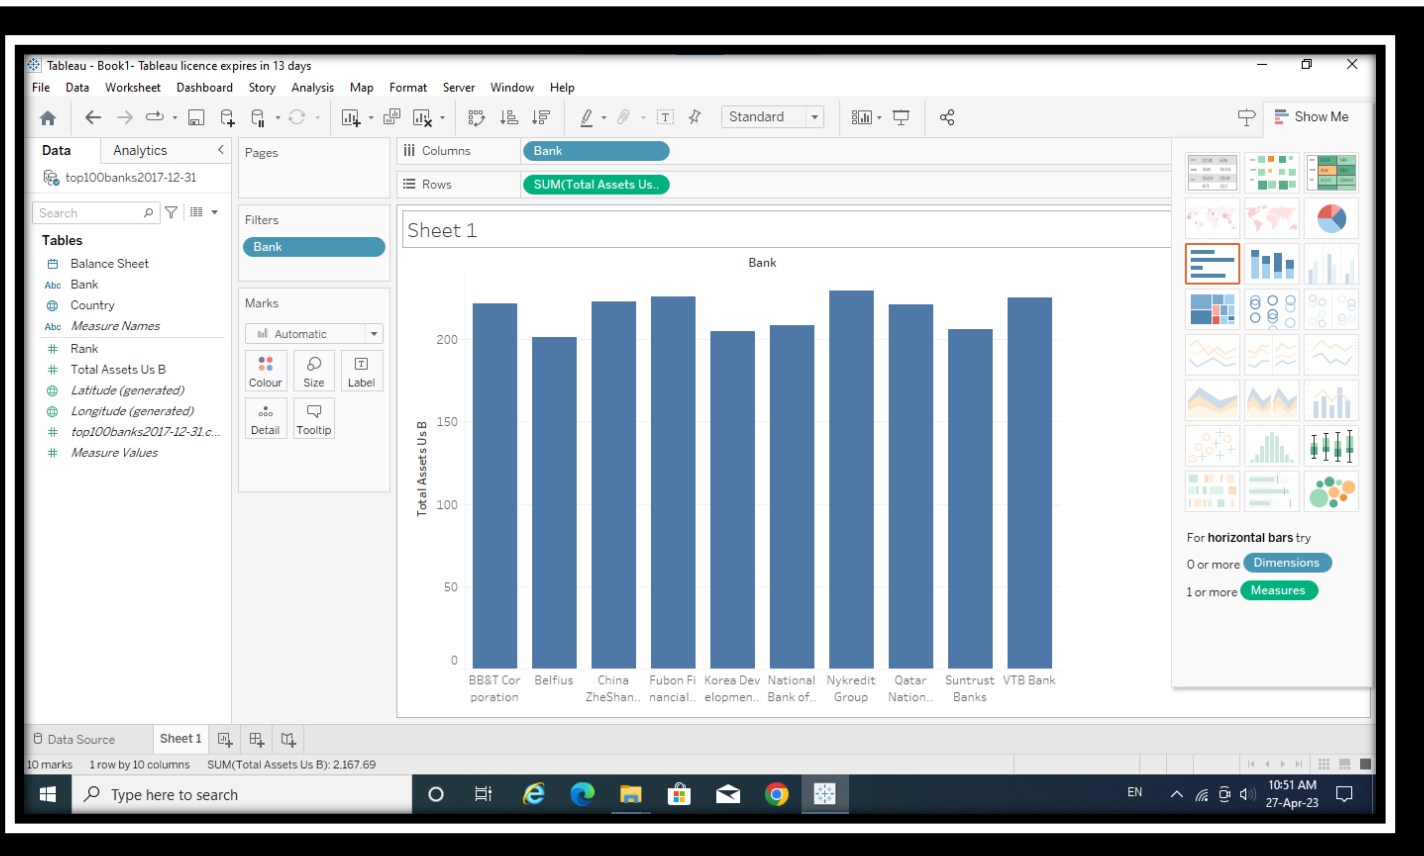 Tableau - Book1- Tableau licence expires in 13 days
File Data Worksheet Dashboard Story Analysis Map Format Server Window Help
Standard
Show Me
Data Analytics
top100banks2017-12-31
Search
Tables
Balance Sheet
Abc Bank
Country
Abc Measure Names
# Rank
# Total Assets Us B
Latitude (generated)
Longitude (generated)
# top100banks2017-12-31.c...
# Measure Values
Pages
Filters
Bank
Marks
Automatic
Colour Size Label
Detail Tooltip
iii Columns Bank
Rows SUM(Total Assets Us..
Sheet 1
Bank
Total Assets Us B
200
150
100
50
0
BB&T Cor
poration
Belfius
China
ZheShan..
Fubon Fi
nancial..
Korea Dev
elopmen..
National
Bank of..
Nykredit
Group
Qatar
Nation..
Suntrust
Banks
VTB Bank
For horizontal bars try
0 or more Dimensions
1 or more Measures
Data Source Sheet 1
10 marks 1 row by 10 columns SUM(Total Assets Us B): 2,167.69
Type here to search
EN
10:51 AM
27-Apr-23